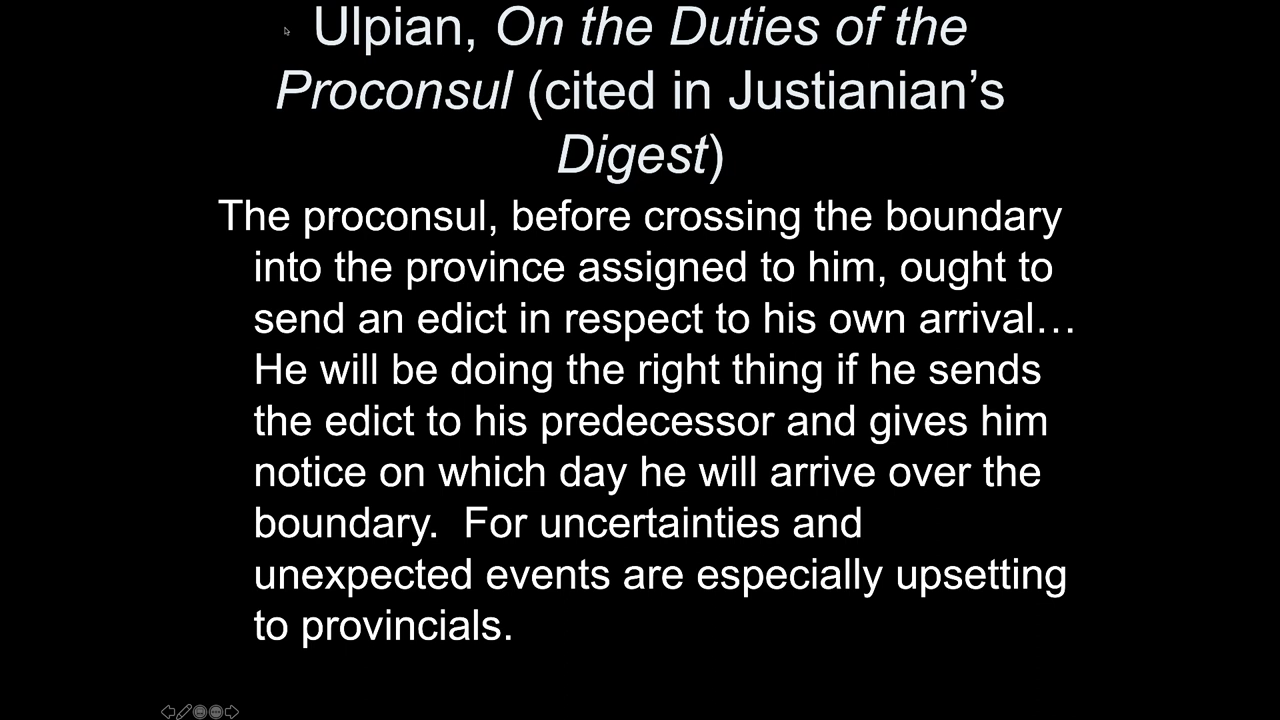 Ulpian, On the Duties of the
Proconsul (cited in Justianian’s
Digest)
The proconsul, before crossing the boundary
into the province assigned to him, ought to
send an edict in respect to his own arrival…
He will be doing the right thing if he sends
the edict to his predecessor and gives him
notice on which day he will arrive over the
boundary.  For uncertainties and
unexpected events are especially upsetting
to provincials.